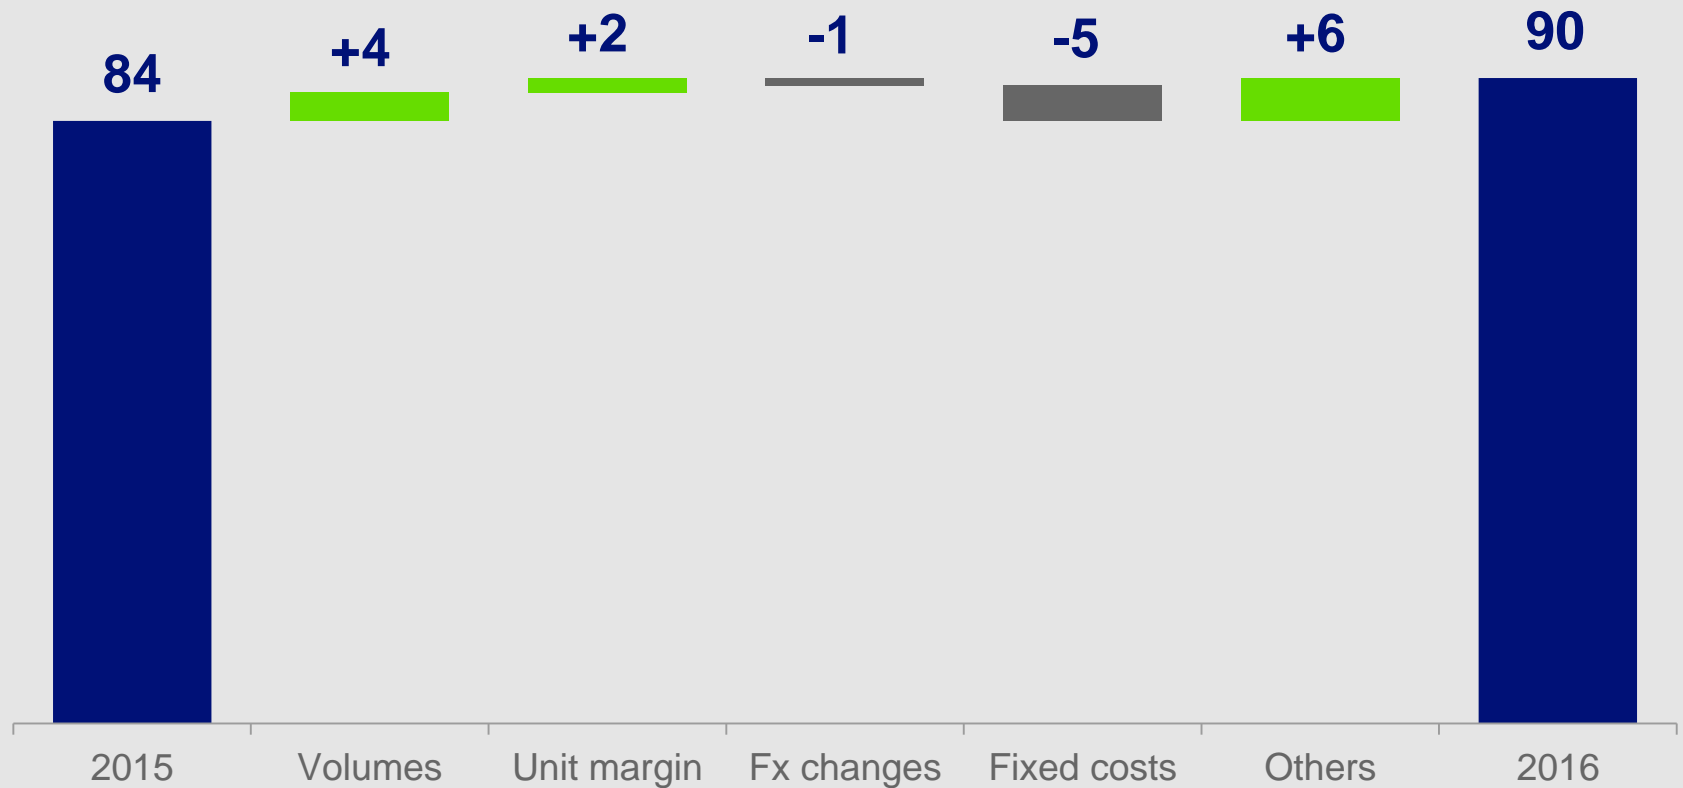 84
+4
+2
-1
-5
+6
90
2015
Volumes
Unit margin
Fx changes
Fixed costs
Others
2016